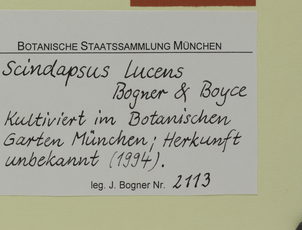 BOTANISCHE STAATSSAMMLUNG MÜNCHEN
Scindapsus lucens
Bogner & Boyce
Kultiviert im Botanischen
Garten München; Herkunft
unbekannt (1994).
leg. J. Bogner Nr. 2113